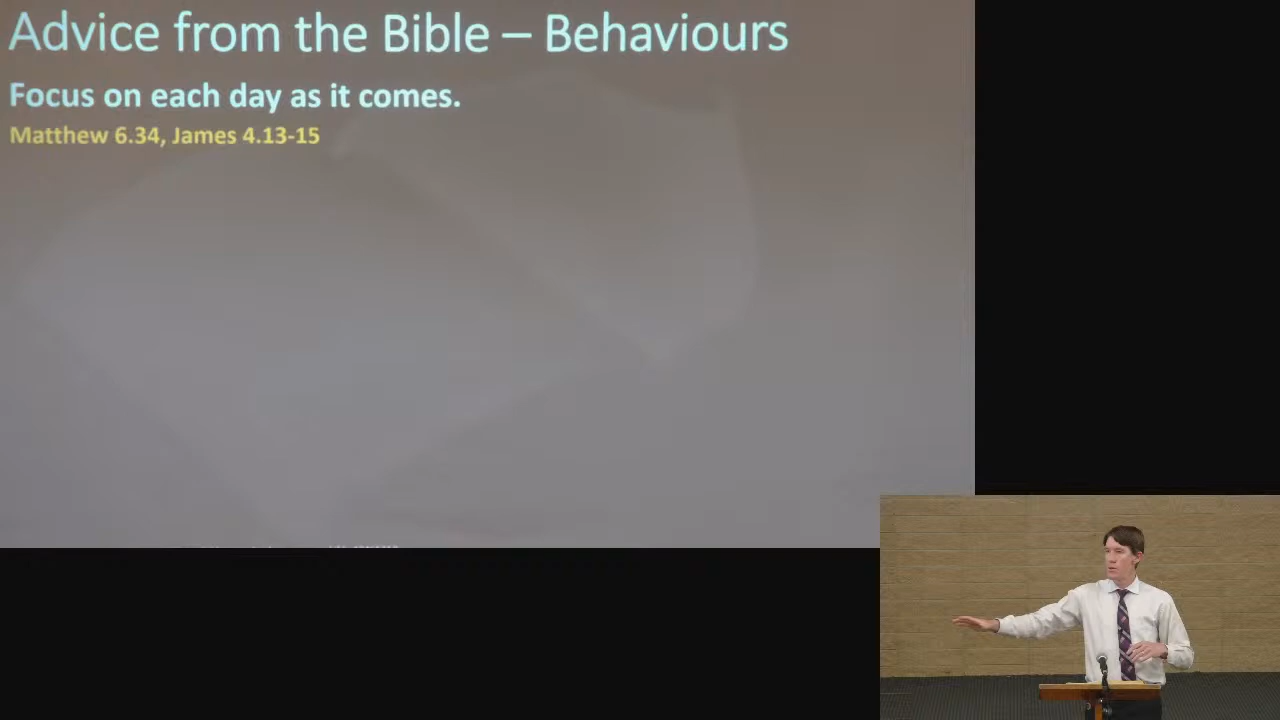 Advice from the Bible – Behaviours
Focus on each day as it comes.
Matthew 6.34, James 4.13-15